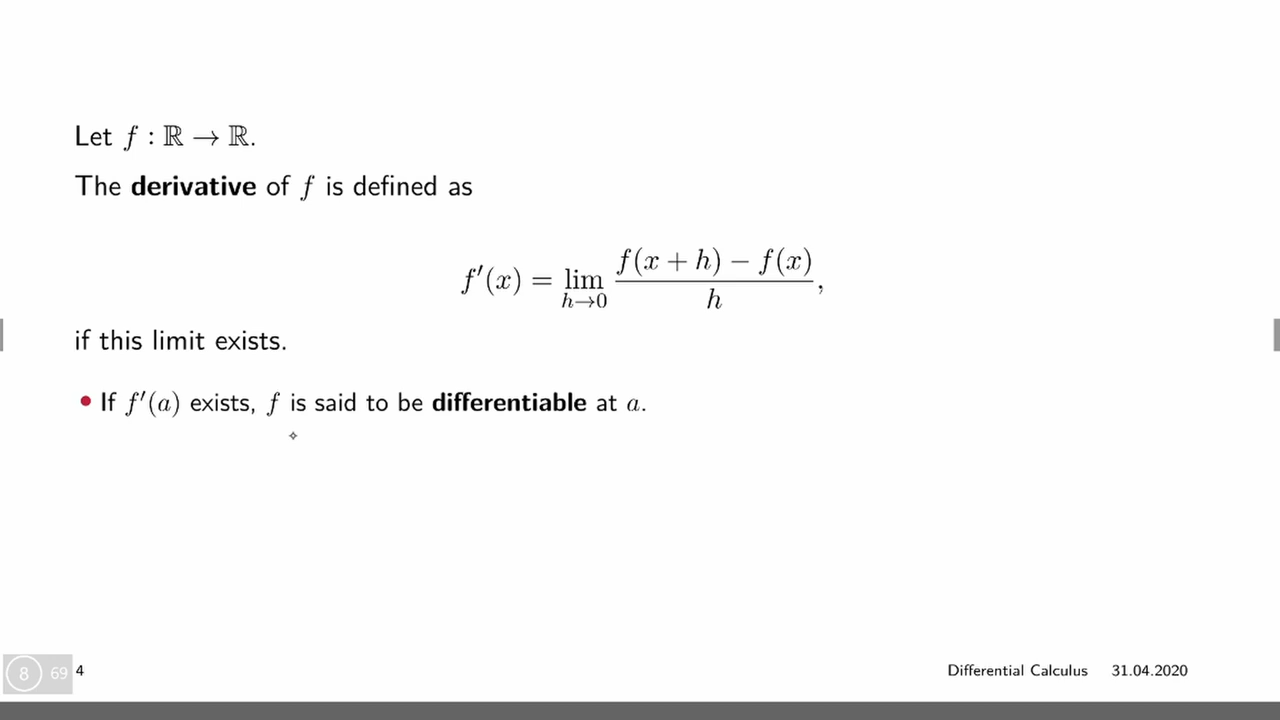 Let f : ℝ → ℝ.
The derivative of f is defined as
f′(x) = lim_{h→0} \frac{f(x + h) − f(x)}{h},
if this limit exists.
• If f′(a) exists, f is said to be differentiable at a.
8 69 4 Differential Calculus 31.04.2020